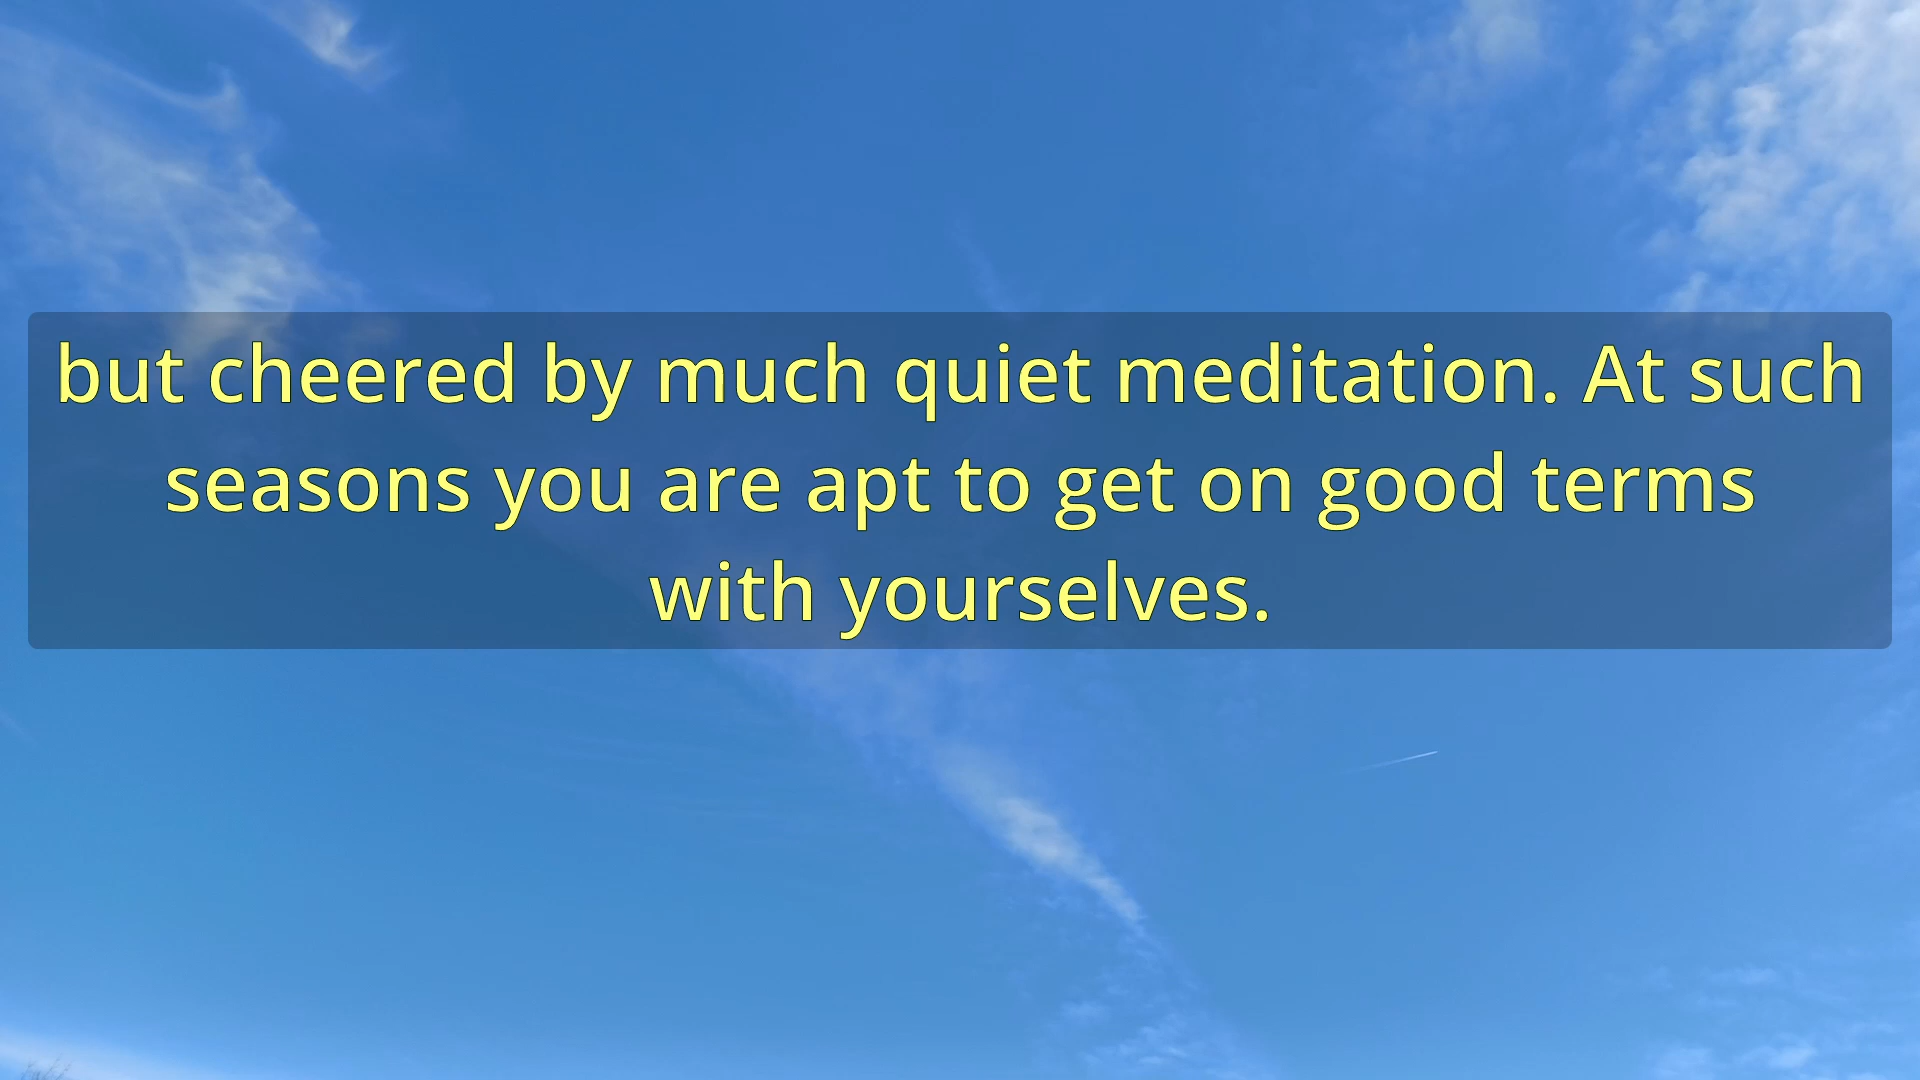 but cheered by much quiet meditation. At such
seasons you are apt to get on good terms
with yourselves.